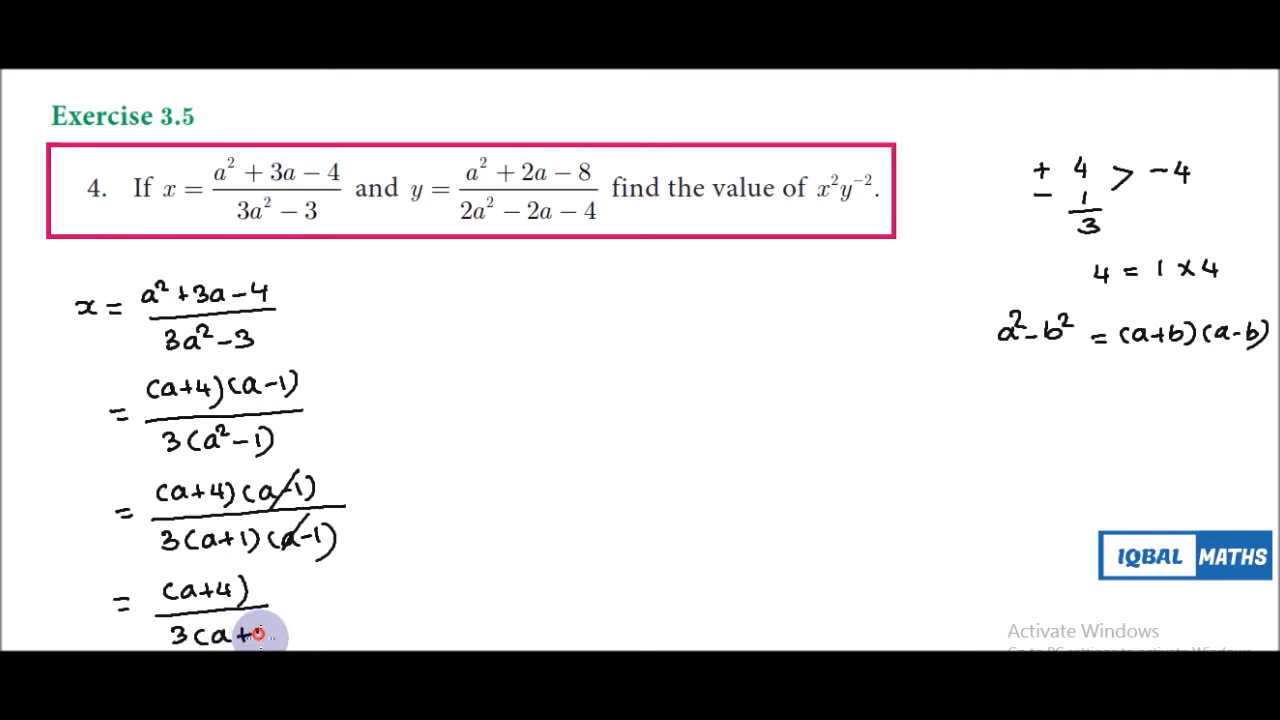 Exercise 3.5
4. If x = (a² + 3a − 4)/(3a² − 3) and y = (a² + 2a − 8)/(2a² − 2a − 4) find the value of x²y⁻².
+ 4 > −4
− 1
3
4 = 1 × 4
a² − b² = (a+b)(a−b)
x = (a² + 3a − 4)/(3a² − 3)
= (a+4)(a−1)/3(a² − 1)
= (a+4)(a−1)/3(a+1)(a−1)
= (a+4)/3(a+
IQBAL MATHS
Activate Windows